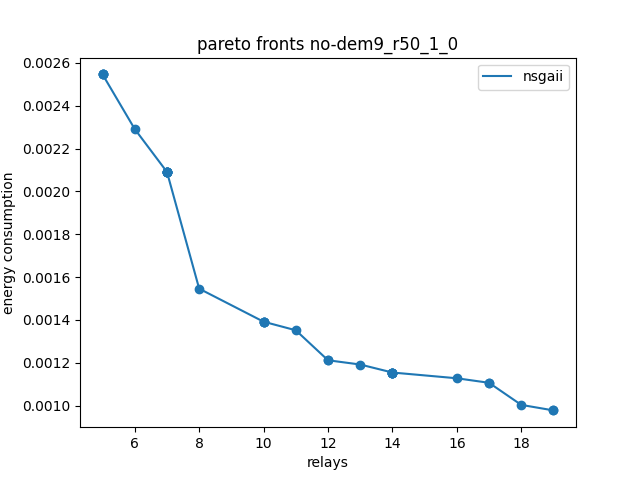 pareto fronts no-dem9_r50_1_0
nsgaii
energy consumption
0.0026
0.0024
0.0022
0.0020
0.0018
0.0016
0.0014
0.0012
0.0010
6 8 10 12 14 16 18
relays